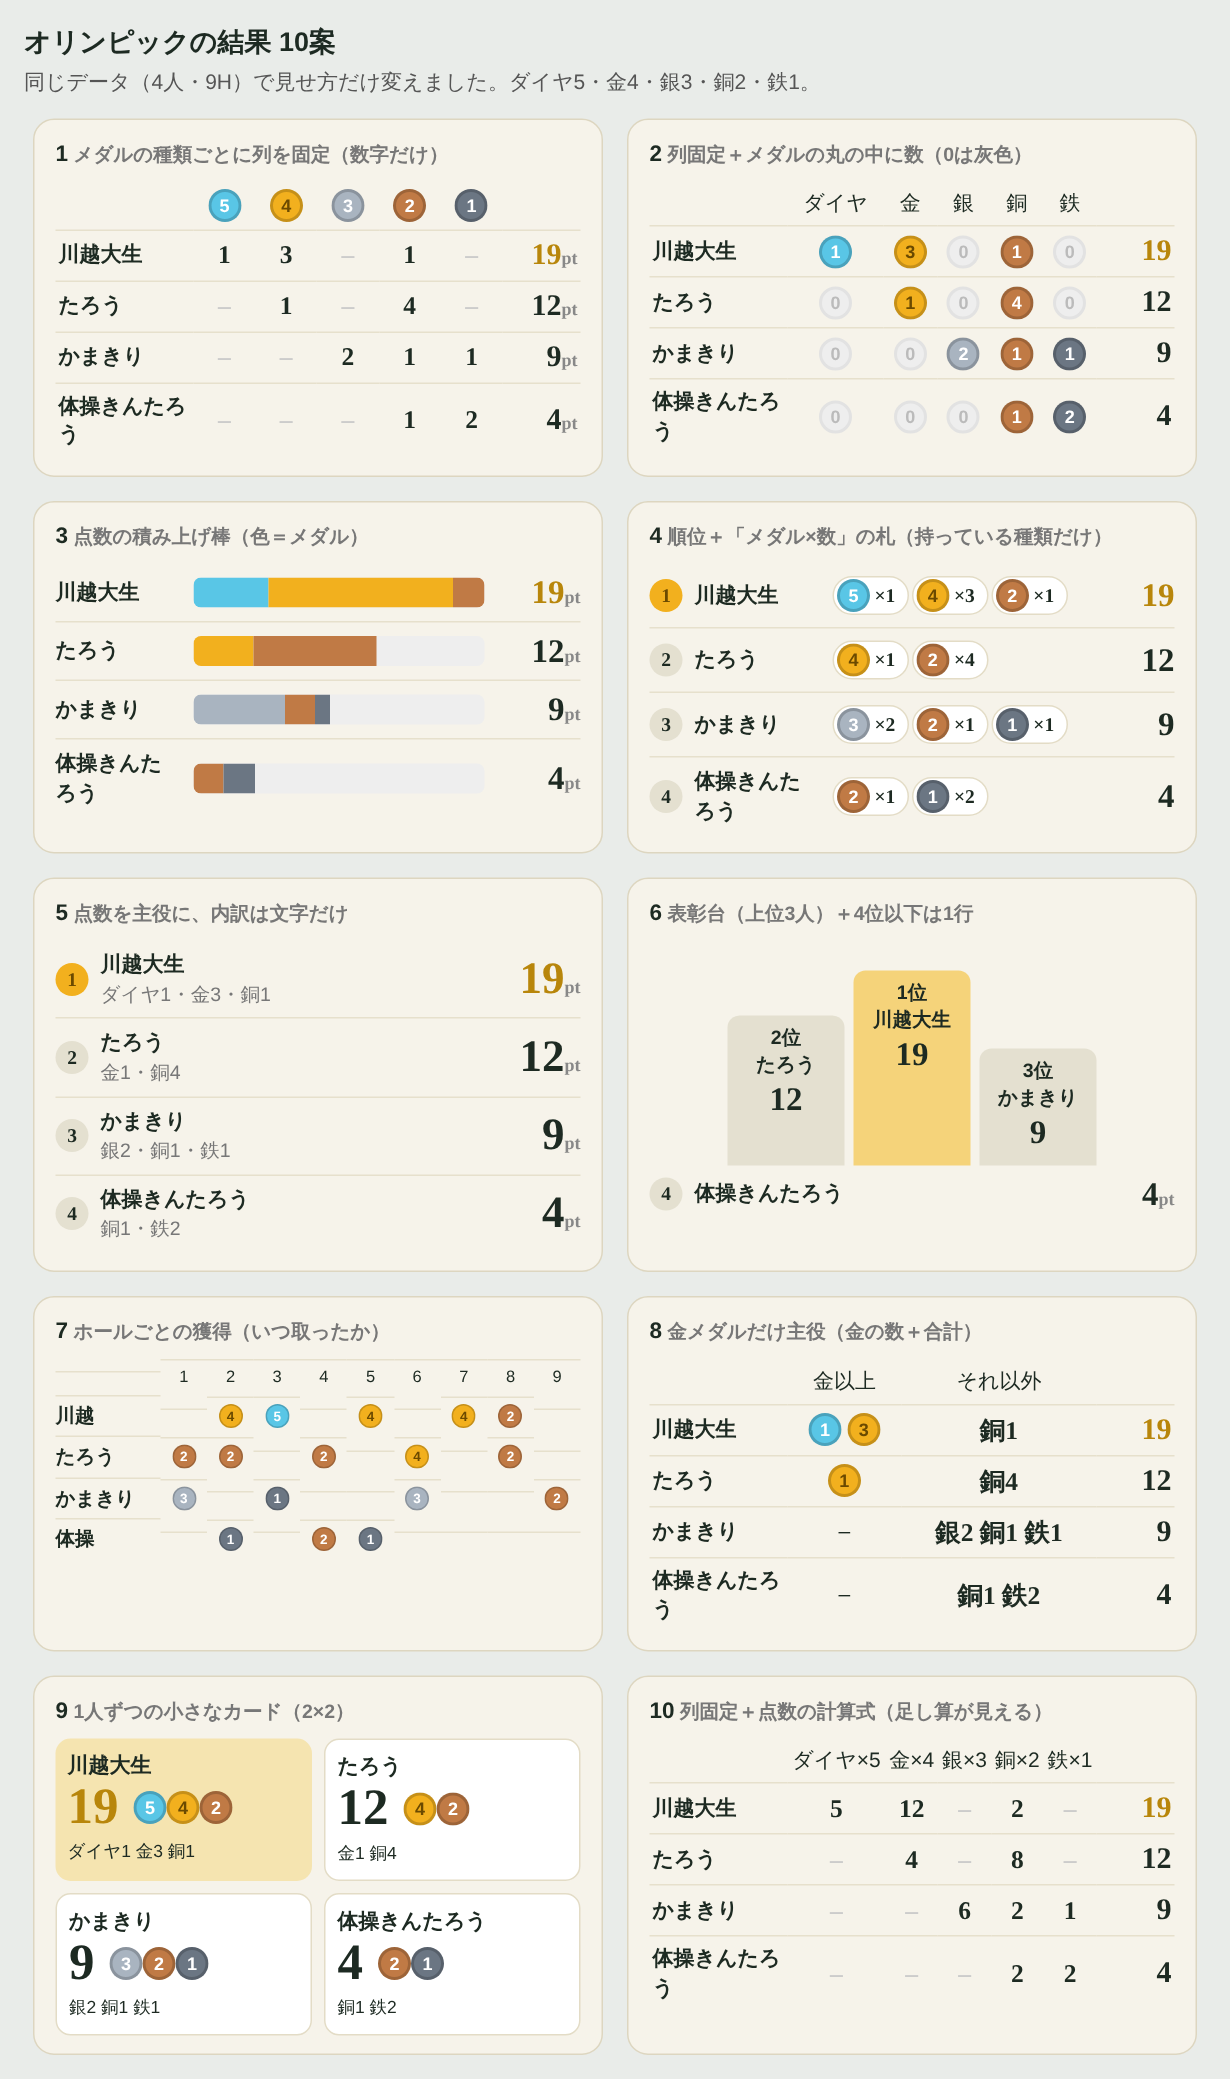 オリンピックの結果 10案
同じデータ（4人・9H）で見せ方だけ変えました。ダイヤ5・金4・銀3・銅2・鉄1。
1 メダルの種類ごとに列を固定（数字だけ）
5 4 3 2 1
川越大生 1 3 – 1 – 19pt
たろう – 1 – 4 – 12pt
かまきり – – 2 1 1 9pt
体操きんたろ
う – – – 1 2 4pt
2 列固定＋メダルの丸の中に数（0は灰色）
ダイヤ 金 銀 銅 鉄
川越大生 1 3 0 1 0 19
たろう 0 1 0 4 0 12
かまきり 0 0 2 1 1 9
体操きんたろ
う 0 0 0 1 2 4
3 点数の積み上げ棒（色＝メダル）
川越大生 19pt
たろう 12pt
かまきり 9pt
体操きんた
ろう 4pt
4 順位＋「メダル×数」の札（持っている種類だけ）
1 川越大生 5 ×1 4 ×3 2 ×1 19
2 たろう 4 ×1 2 ×4 12
3 かまきり 3 ×2 2 ×1 1 ×1 9
4 体操きんた
ろう 2 ×1 1 ×2 4
5 点数を主役に、内訳は文字だけ
1 川越大生 19pt
ダイヤ1・金3・銅1
2 たろう 12pt
金1・銅4
3 かまきり 9pt
銀2・銅1・鉄1
4 体操きんたろう 4pt
銅1・鉄2
6 表彰台（上位3人）＋4位以下は1行
2位
たろう
12
1位
川越大生
19
3位
かまきり
9
4 体操きんたろう 4pt
7 ホールごとの獲得（いつ取ったか）
1 2 3 4 5 6 7 8 9
川越 4 5 4 4 2
たろう 2 2 2 4 2
かまきり 3 1 3 2
体操 1 2 1
8 金メダルだけ主役（金の数＋合計）
金以上 それ以外
川越大生 1 3 銅1 19
たろう 1 銅4 12
かまきり – 銀2 銅1 鉄1 9
体操きんたろ
う – 銅1 鉄2 4
9 1人ずつの小さなカード（2×2）
川越大生
19 5 4 2
ダイヤ1 金3 銅1
たろう
12 4 2
金1 銅4
かまきり
9 3 2 1
銀2 銅1 鉄1
体操きんたろう
4 2 1
銅1 鉄2
10 列固定＋点数の計算式（足し算が見える）
ダイヤ×5 金×4 銀×3 銅×2 鉄×1
川越大生 5 12 – 2 – 19
たろう – 4 – 8 – 12
かまきり – – 6 2 1 9
体操きんたろ
う – – – 2 2 4